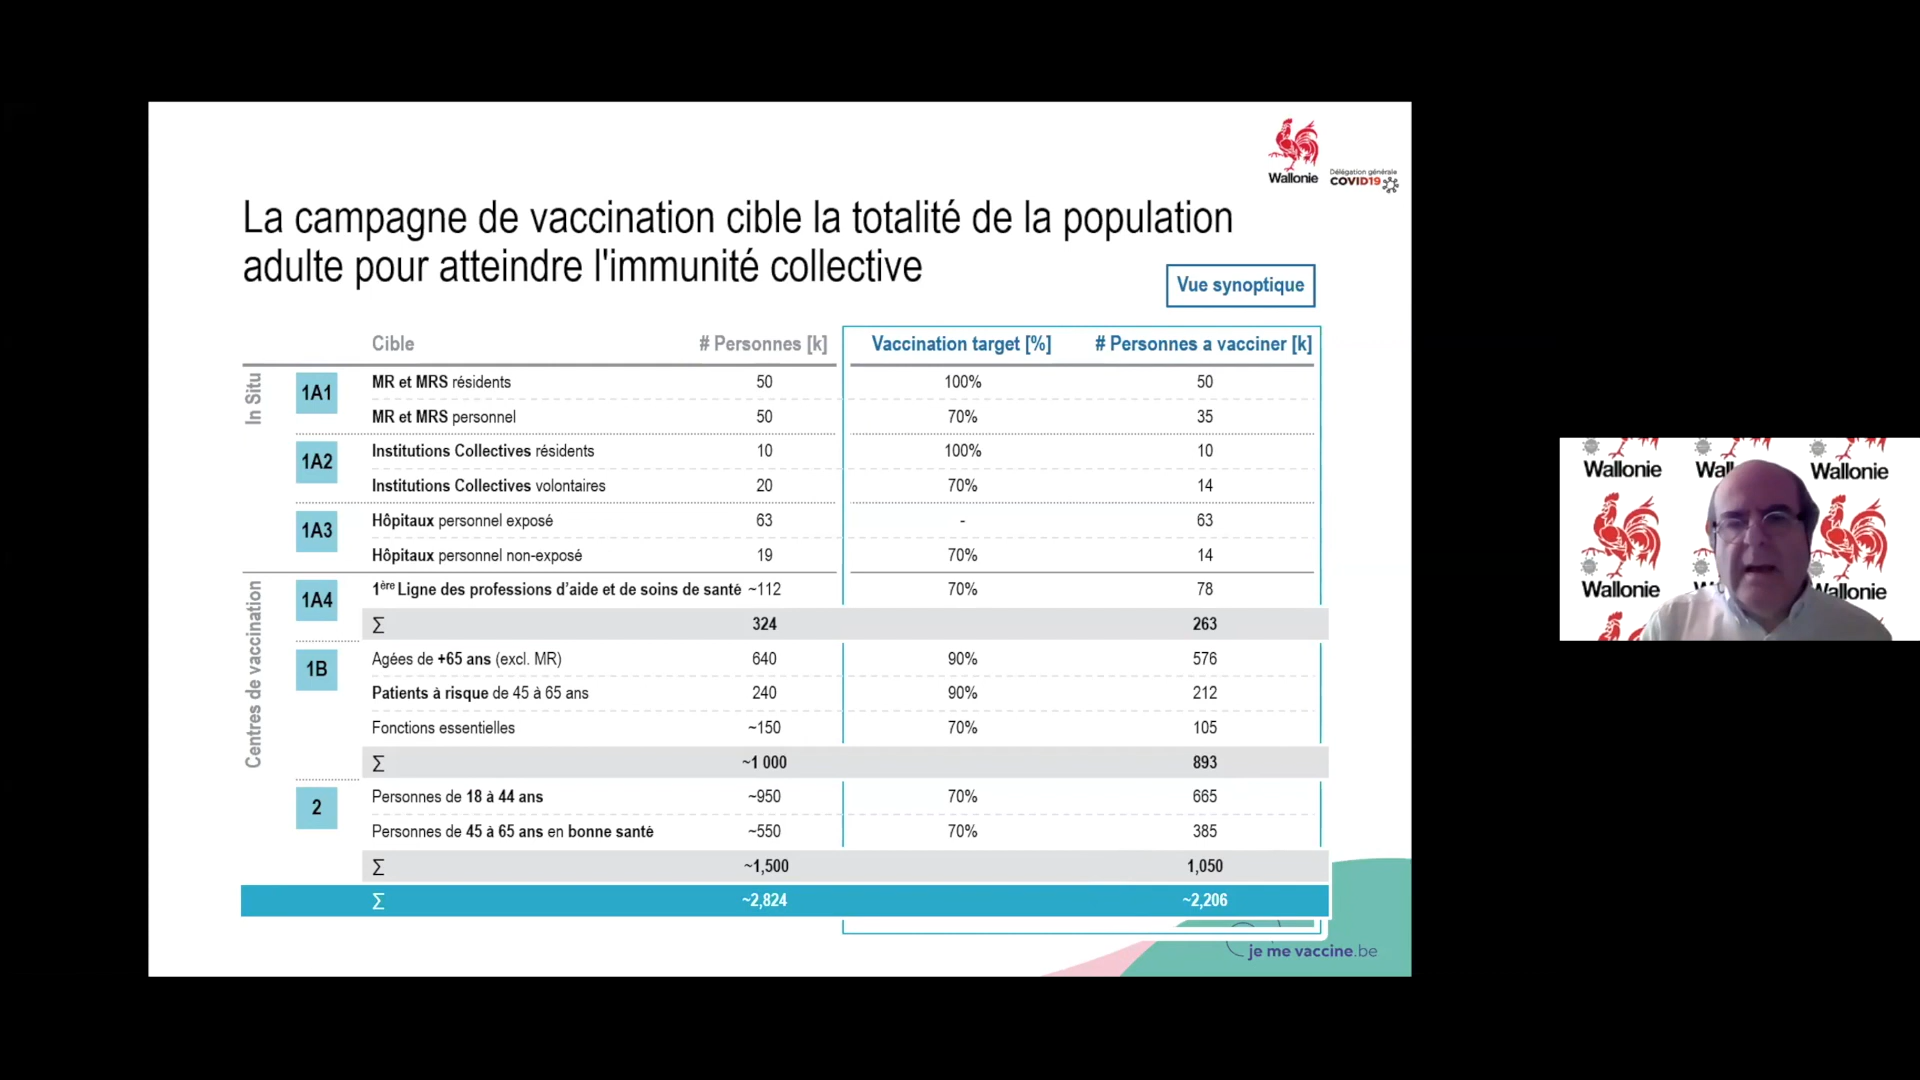 Wallonie
Délégation générale
COVID19
La campagne de vaccination cible la totalité de la population
adulte pour atteindre l'immunité collective
Vue synoptique
Cible # Personnes [k] Vaccination target [%] # Personnes a vacciner [k]
In Situ
1A1
MR et MRS résidents 50 100% 50
MR et MRS personnel 50 70% 35
1A2
Institutions Collectives résidents 10 100% 10
Institutions Collectives volontaires 20 70% 14
1A3
Hôpitaux personnel exposé 63 - 63
Hôpitaux personnel non-exposé 19 70% 14
Centres de vaccination
1A4
1ère Ligne des professions d'aide et de soins de santé ~112 70% 78
Σ 324 263
1B
Agées de +65 ans (excl. MR) 640 90% 576
Patients à risque de 45 à 65 ans 240 90% 212
Fonctions essentielles ~150 70% 105
Σ ~1 000 893
2
Personnes de 18 à 44 ans ~950 70% 665
Personnes de 45 à 65 ans en bonne santé ~550 70% 385
Σ ~1,500 1,050
Σ ~2,824 ~2,206
je me vaccine.be
Wallonie Wal Wallonie
Wallonie W Wallonie